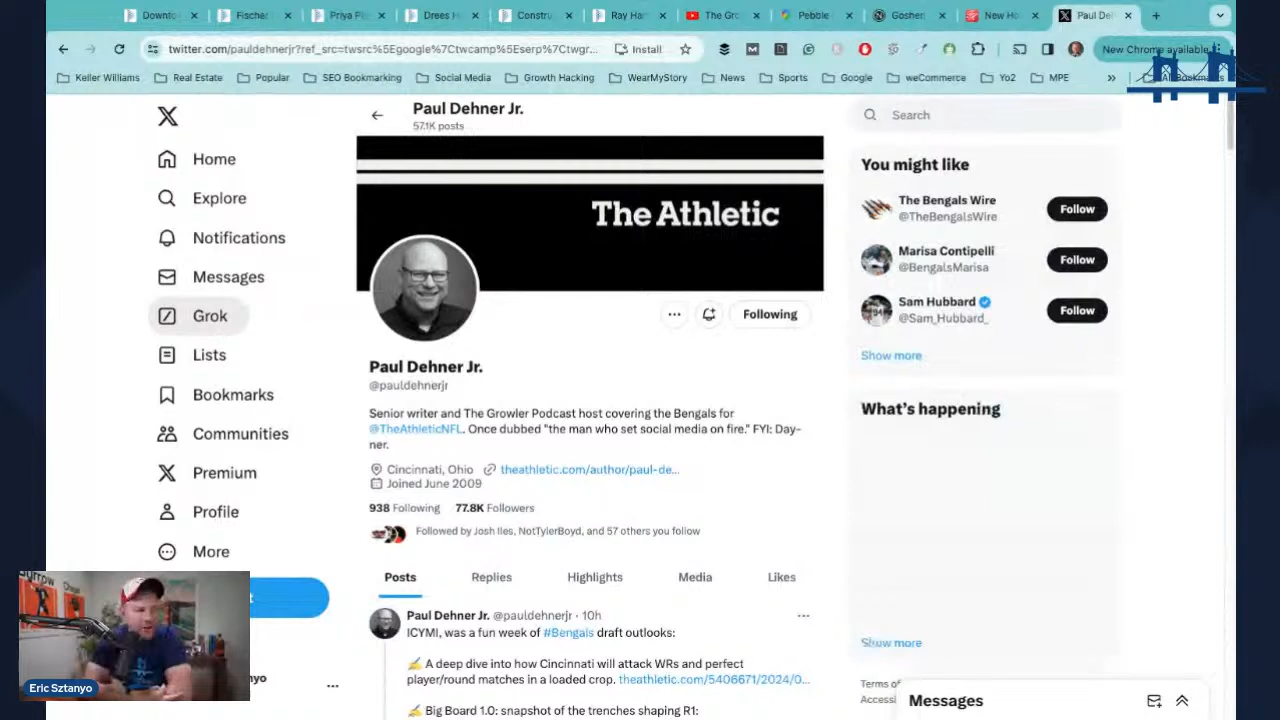 Downto
Fischer
Priya Pl
Drees H
Constru
Ray Har
The Gro
Pebble
Goshen
New Ho
Paul Del
twitter.com/pauldehnerjr?ref_src=twsrc%5Egoogle%7Ctwcamp%5Eserp%7Ctwgr...
Install
New Chrome available
Keller Williams
Real Estate
Popular
SEO Bookmarking
Social Media
Growth Hacking
WearMyStory
News
Sports
Google
weCommerce
Yo2
MPE
»
All Bookmarks
Paul Dehner Jr.
57.1K posts
Search
Home
Explore
Notifications
Messages
Grok
Lists
Bookmarks
Communities
Premium
Profile
More
The Athletic
Following
Paul Dehner Jr.
@pauldehnerjr
Senior writer and The Growler Podcast host covering the Bengals for
@TheAthleticNFL. Once dubbed "the man who set social media on fire." FYI: Day-
ner.
Cincinnati, Ohio theathletic.com/author/paul-de...
Joined June 2009
938 Following 77.8K Followers
Followed by Josh Iles, NotTylerBoyd, and 57 others you follow
Posts Replies Highlights Media Likes
Paul Dehner Jr. @pauldehnerjr · 10h
ICYMI, was a fun week of #Bengals draft outlooks:
✍️ A deep dive into how Cincinnati will attack WRs and perfect
player/round matches in a loaded crop. theathletic.com/5406671/2024/0...
✍️ Big Board 1.0: snapshot of the trenches shaping R1:
You might like
The Bengals Wire
@TheBengalsWire
Follow
Marisa Contipelli
@BengalsMarisa
Follow
Sam Hubbard
@Sam_Hubbard_
Follow
Show more
What's happening
Show more
Terms of
Accessi
Messages
Eric Sztanyo
nyo